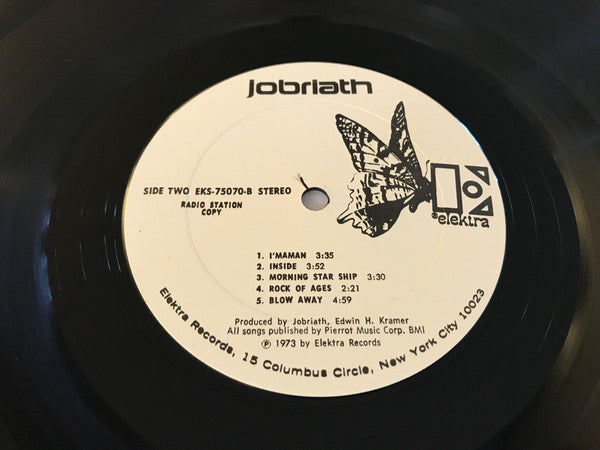 jobriath
SIDE TWO EKS-75070-B STEREO
RADIO STATION
COPY
elektra
1. I'MAMAN 3:35
2. INSIDE 3:52
3. MORNING STAR SHIP 3:30
4. ROCK OF AGES 2:21
5. BLOW AWAY 4:59
Produced by Jobriath, Edwin H. Kramer
All songs published by Pierrot Music Corp. BMI
℗ 1973 by Elektra Records
Elektra Records, 15 Columbus Circle, New York City 10023